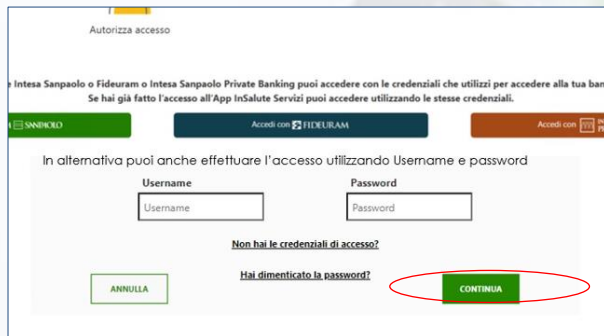 Autorizza accesso
e Intesa Sanpaolo o Fideuram o Intesa Sanpaolo Private Banking puoi accedere con le credenziali che utilizzi per accedere alla tua ban
Se hai già fatto l'accesso all'App InSalute Servizi puoi accedere utilizzando le stesse credenziali.
SANPAOLO Accedi con FIDEURAM Accedi con
In alternativa puoi anche effettuare l'accesso utilizzando Username e password
Username Password
Username Password
Non hai le credenziali di accesso?
Hai dimenticato la password?
ANNULLA CONTINUA